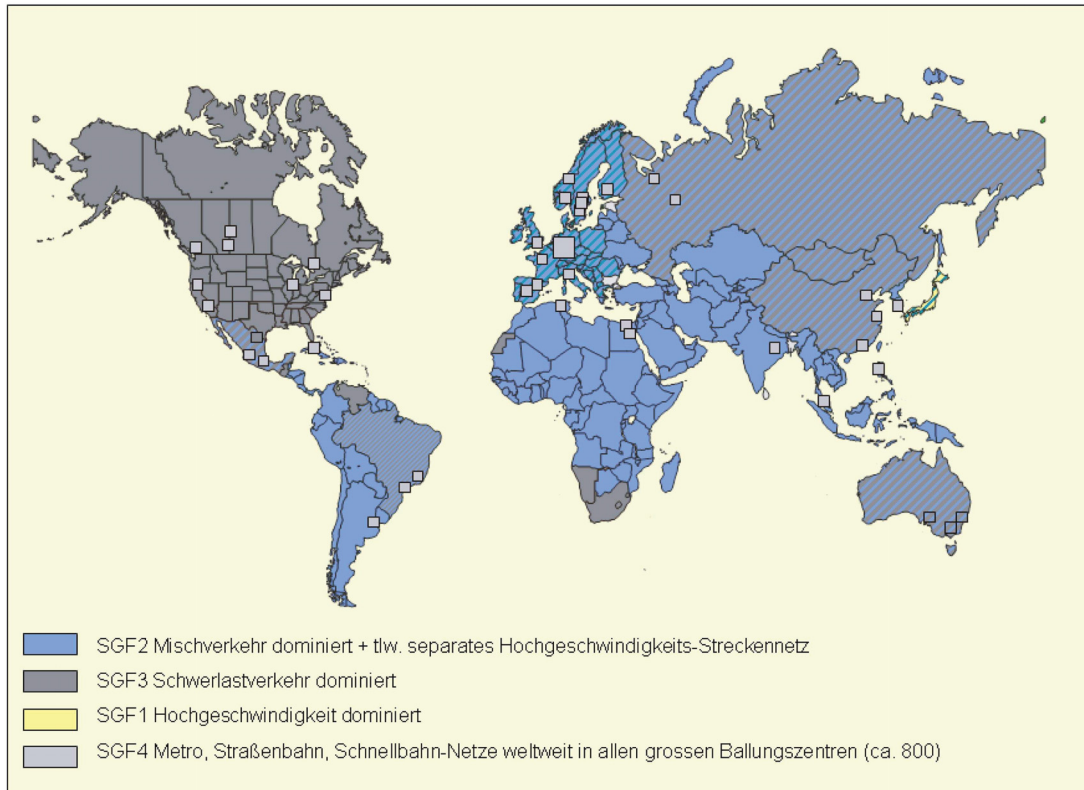 SGF2 Mischverkehr dominiert + tlw. separates Hochgeschwindigkeits-Streckennetz
SGF3 Schwerlastverkehr dominiert
SGF1 Hochgeschwindigkeit dominiert
SGF4 Metro, Straßenbahn, Schnellbahn-Netze weltweit in allen grossen Ballungszentren (ca. 800)